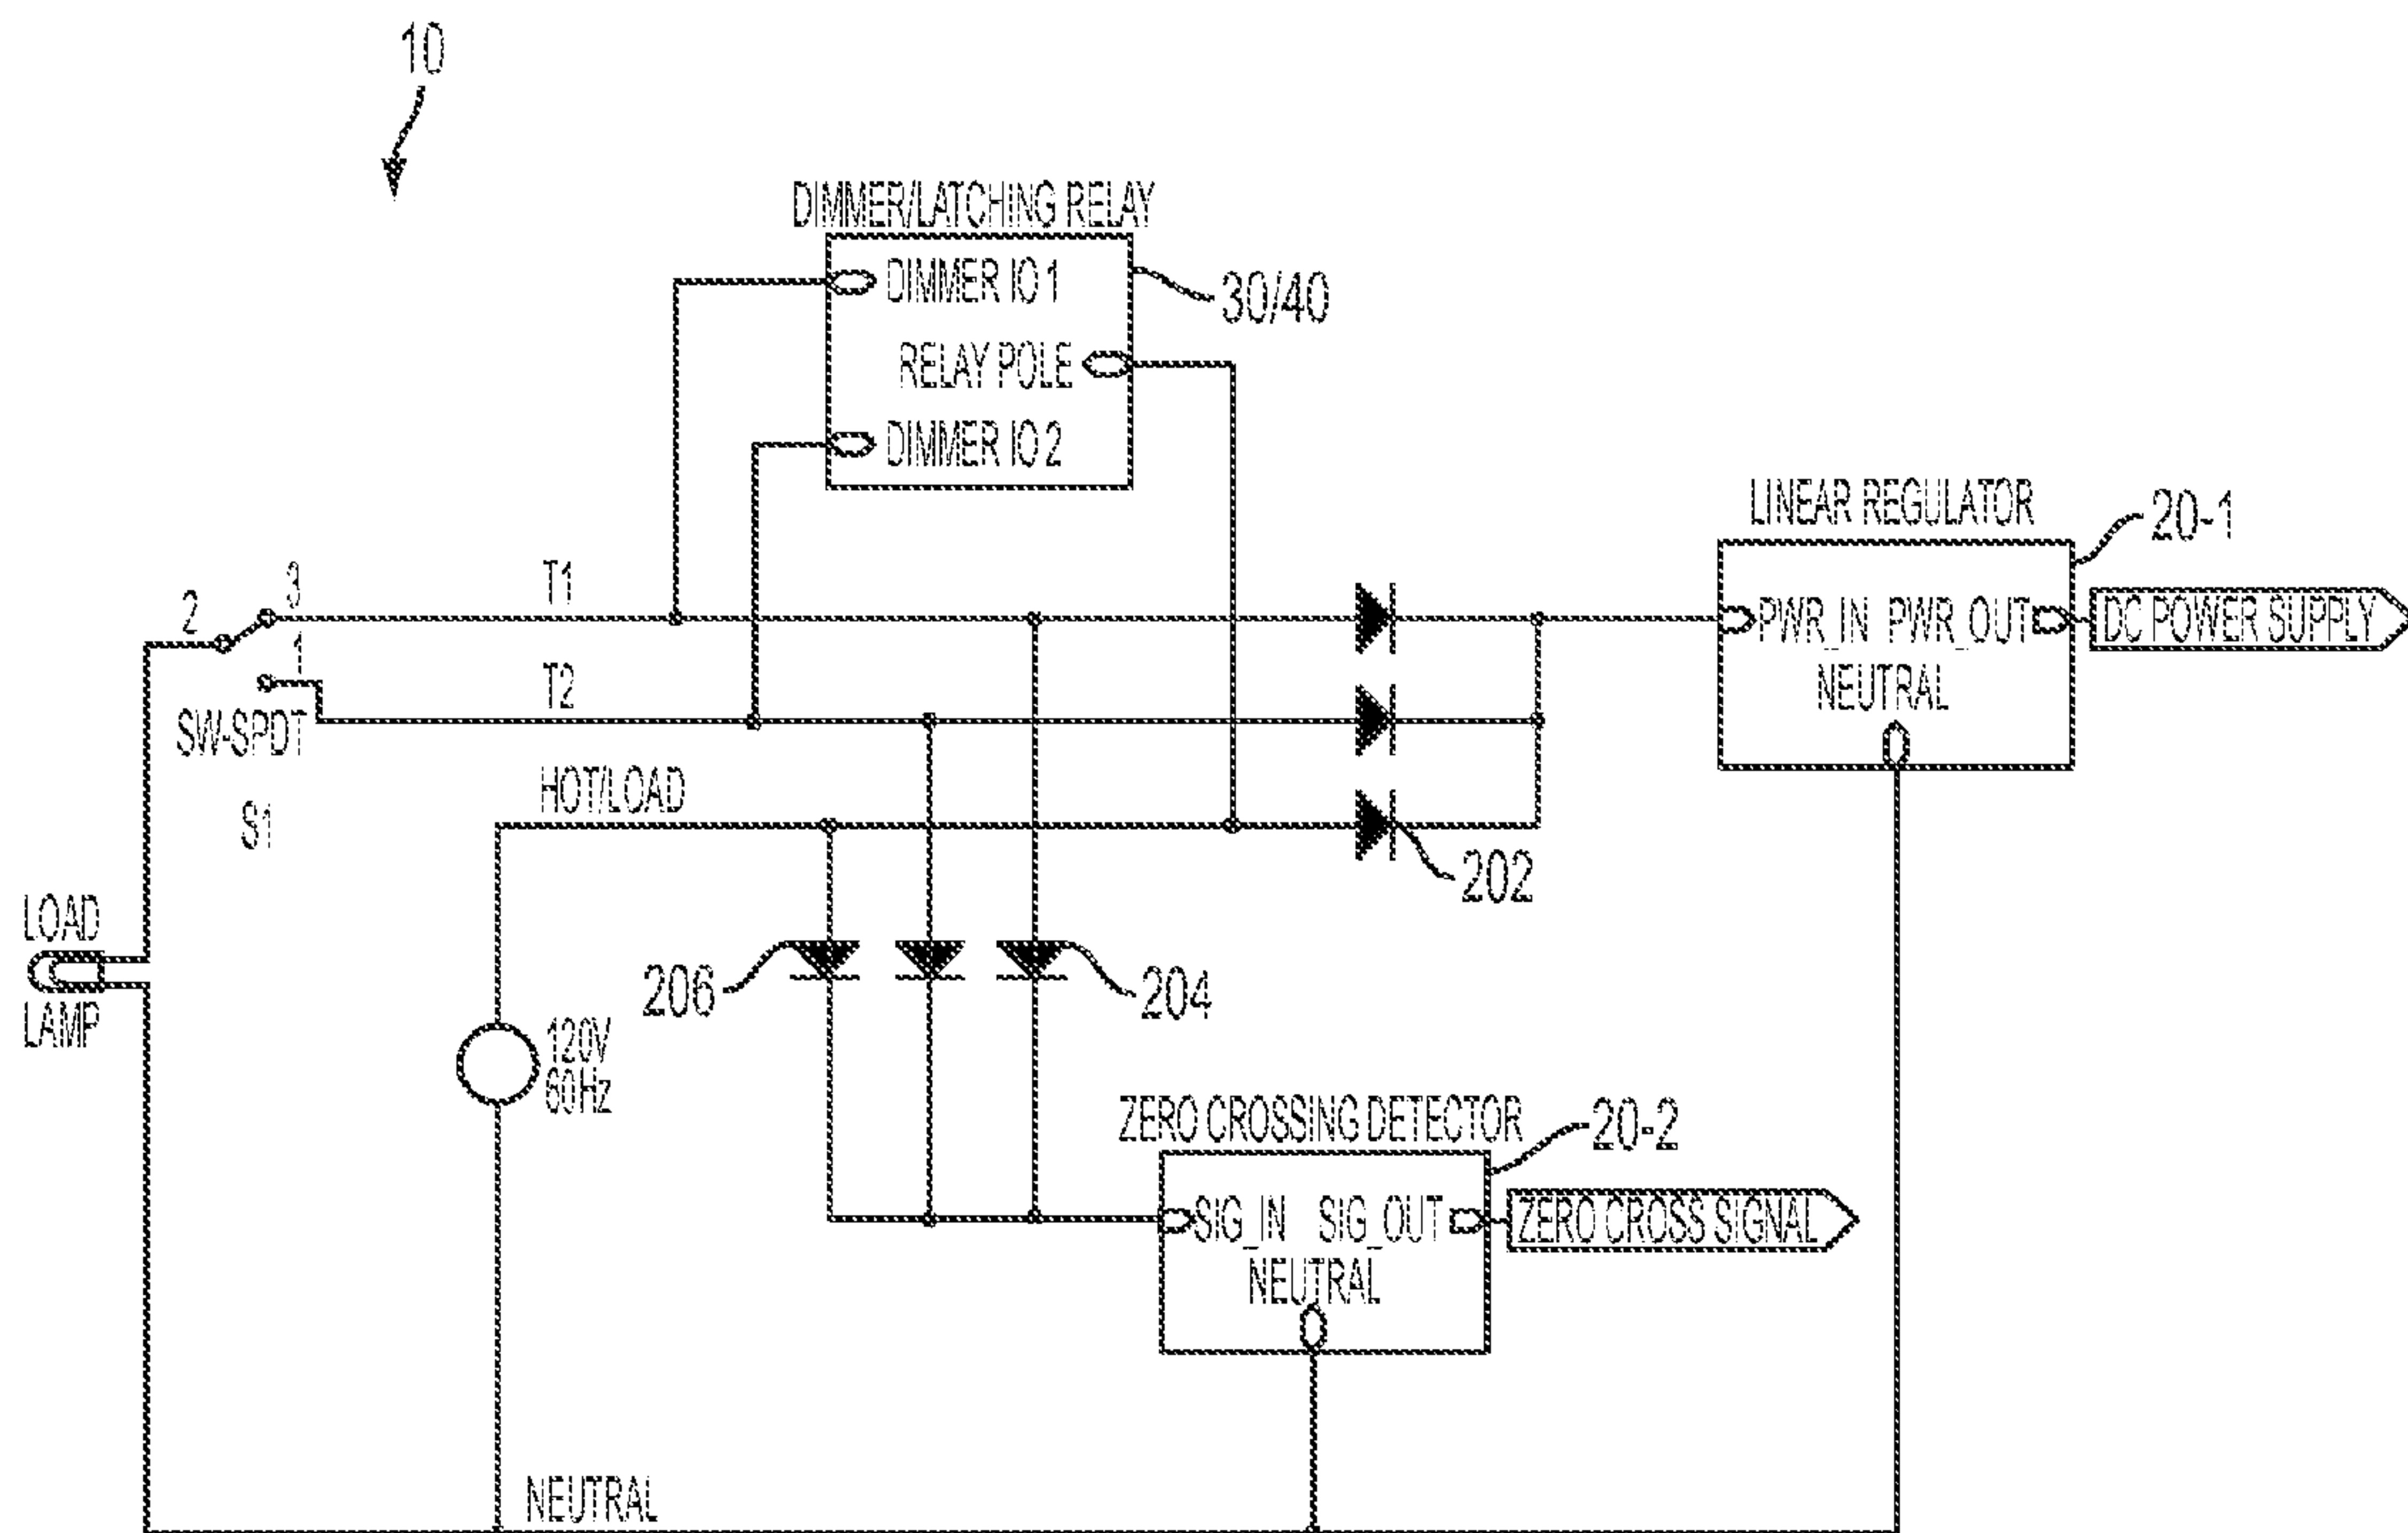 10
DIMMER/LATCHING RELAY
DIMMER IO 1
30/40
RELAY POLE
DIMMER IO 2
LINEAR REGULATOR
20-1
PWR_IN PWR_OUT
DC POWER SUPPLY
NEUTRAL
2
3
T1
1
T2
SW-SPDT
S1
HOT/LOAD
202
LOAD
LAMP
206
204
120V
60Hz
ZERO CROSSING DETECTOR
20-2
SIG_IN SIG_OUT
ZERO CROSS SIGNAL
NEUTRAL
NEUTRAL